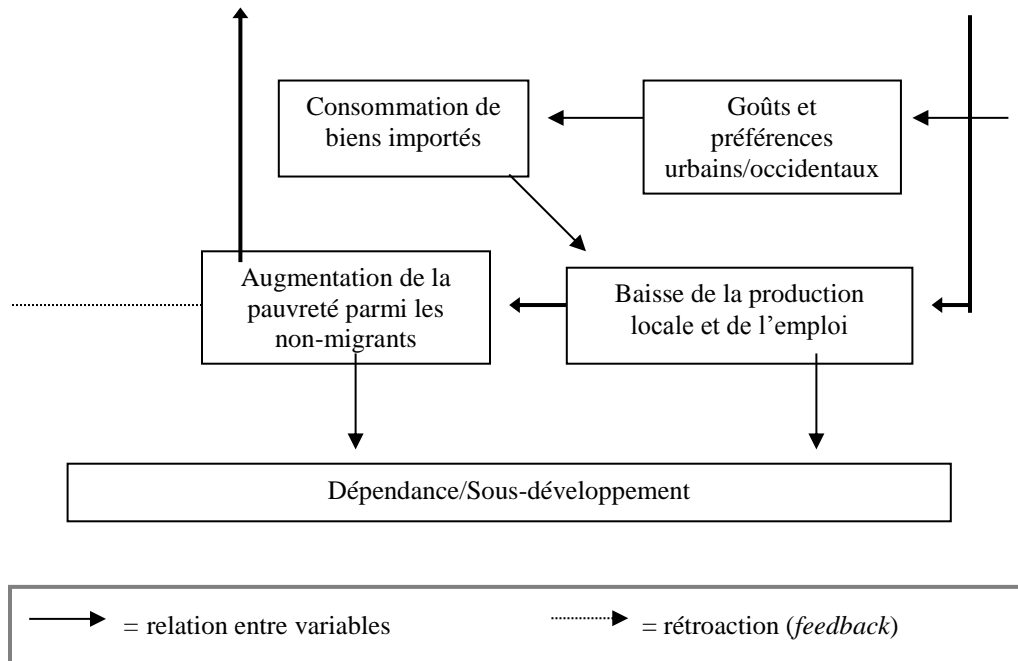 Consommation de
biens importés
Goûts et
préférences
urbains/occidentaux
Augmentation de la
pauvreté parmi les
non-migrants
Baisse de la production
locale et de l’emploi
Dépendance/Sous-développement
= relation entre variables
= rétroaction (feedback)